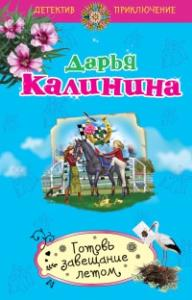 ДЕТЕКТИВ ПРИКЛЮЧЕНИЕ
Дарья
Калинина
Готовь
завещание
летом